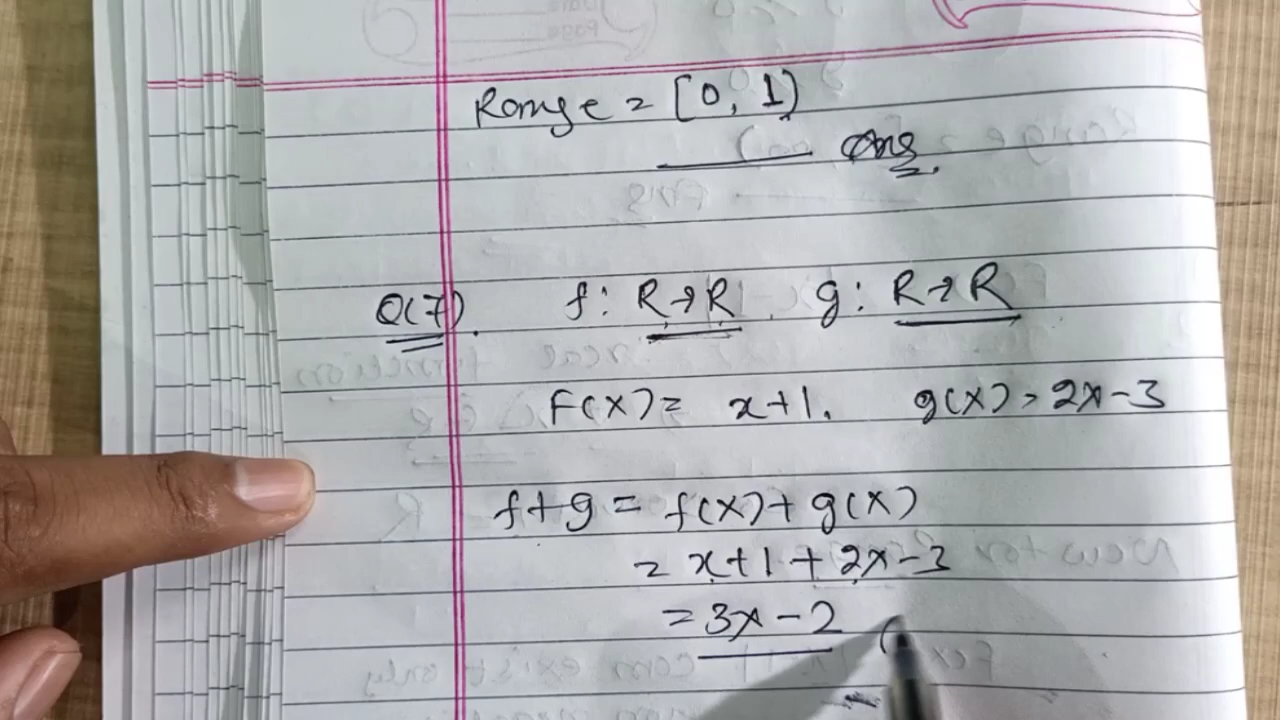 Range = [0, 1)
Ans.
Q(7). f: R→R, g: R→R
F(x) = x+1, g(x) = 2x-3
f+g = f(x) + g(x)
= x+1 + 2x-3
= 3x-2 (